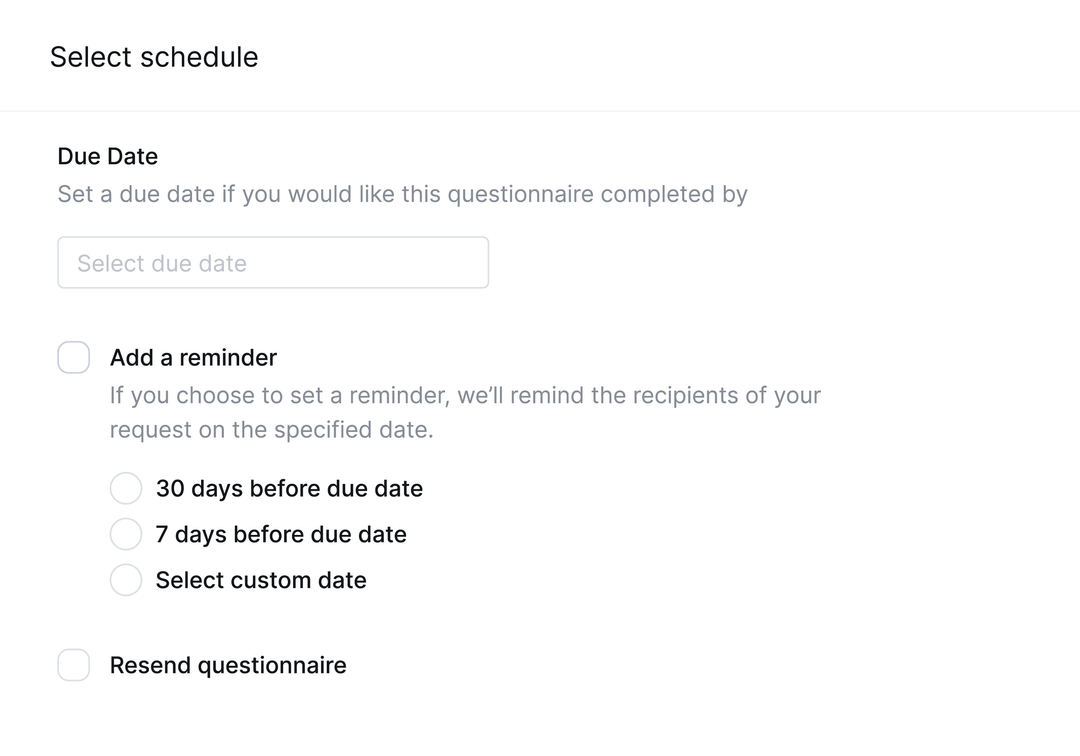 Select schedule
Due Date
Set a due date if you would like this questionnaire completed by
Select due date
Add a reminder
If you choose to set a reminder, we’ll remind the recipients of your
request on the specified date.
30 days before due date
7 days before due date
Select custom date
Resend questionnaire